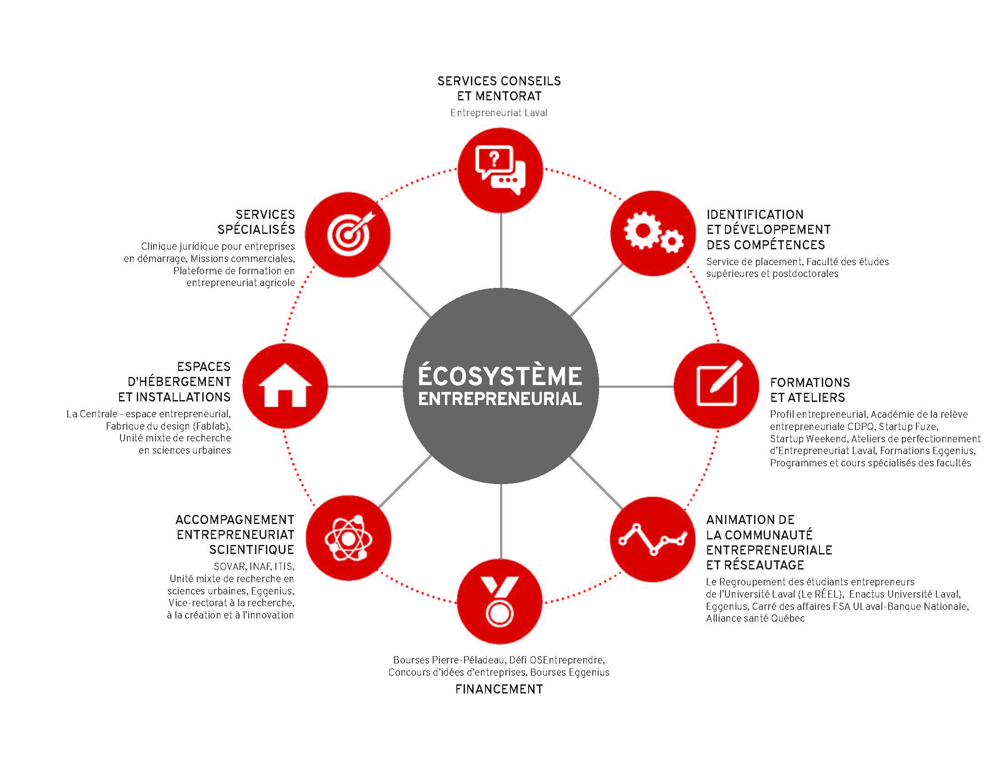 SERVICES CONSEILS
ET MENTORAT
Entrepreneuriat Laval
?
IDENTIFICATION
ET DÉVELOPPEMENT
DES COMPÉTENCES
Service de placement, Faculté des études
supérieures et postdoctorales
FORMATIONS
ET ATELIERS
Profil entrepreneurial, Académie de la relève
entrepreneuriale CDPQ, Startup Fuze,
Startup Weekend, Ateliers de perfectionnement
d'Entrepreneuriat Laval, Formations Eggenius,
Programmes et cours spécialisés des facultés
ANIMATION DE
LA COMMUNAUTÉ
ENTREPRENEURIALE
ET RÉSEAUTAGE
Le Regroupement des étudiants entrepreneurs
de l'Université Laval (Le RÉEL), Enactus Université Laval,
Eggenius, Carré des affaires FSA ULaval-Banque Nationale,
Alliance santé Québec
Bourses Pierre-Péladeau, Défi OSEntreprendre,
Concours d'idées d'entreprises, Bourses Eggenius
FINANCEMENT
ACCOMPAGNEMENT
ENTREPRENEURIAT
SCIENTIFIQUE
SOVAR, INAF, ITIS,
Unité mixte de recherche en
sciences urbaines, Eggenius,
Vice-rectorat à la recherche,
à la création et à l'innovation
ESPACES
D'HÉBERGEMENT
ET INSTALLATIONS
La Centrale – espace entrepreneurial,
Fabrique du design (Fablab),
Unité mixte de recherche
en sciences urbaines
SERVICES
SPÉCIALISÉS
Clinique juridique pour entreprises
en démarrage, Missions commerciales,
Plateforme de formation en
entrepreneuriat agricole
ÉCOSYSTÈME
ENTREPRENEURIAL